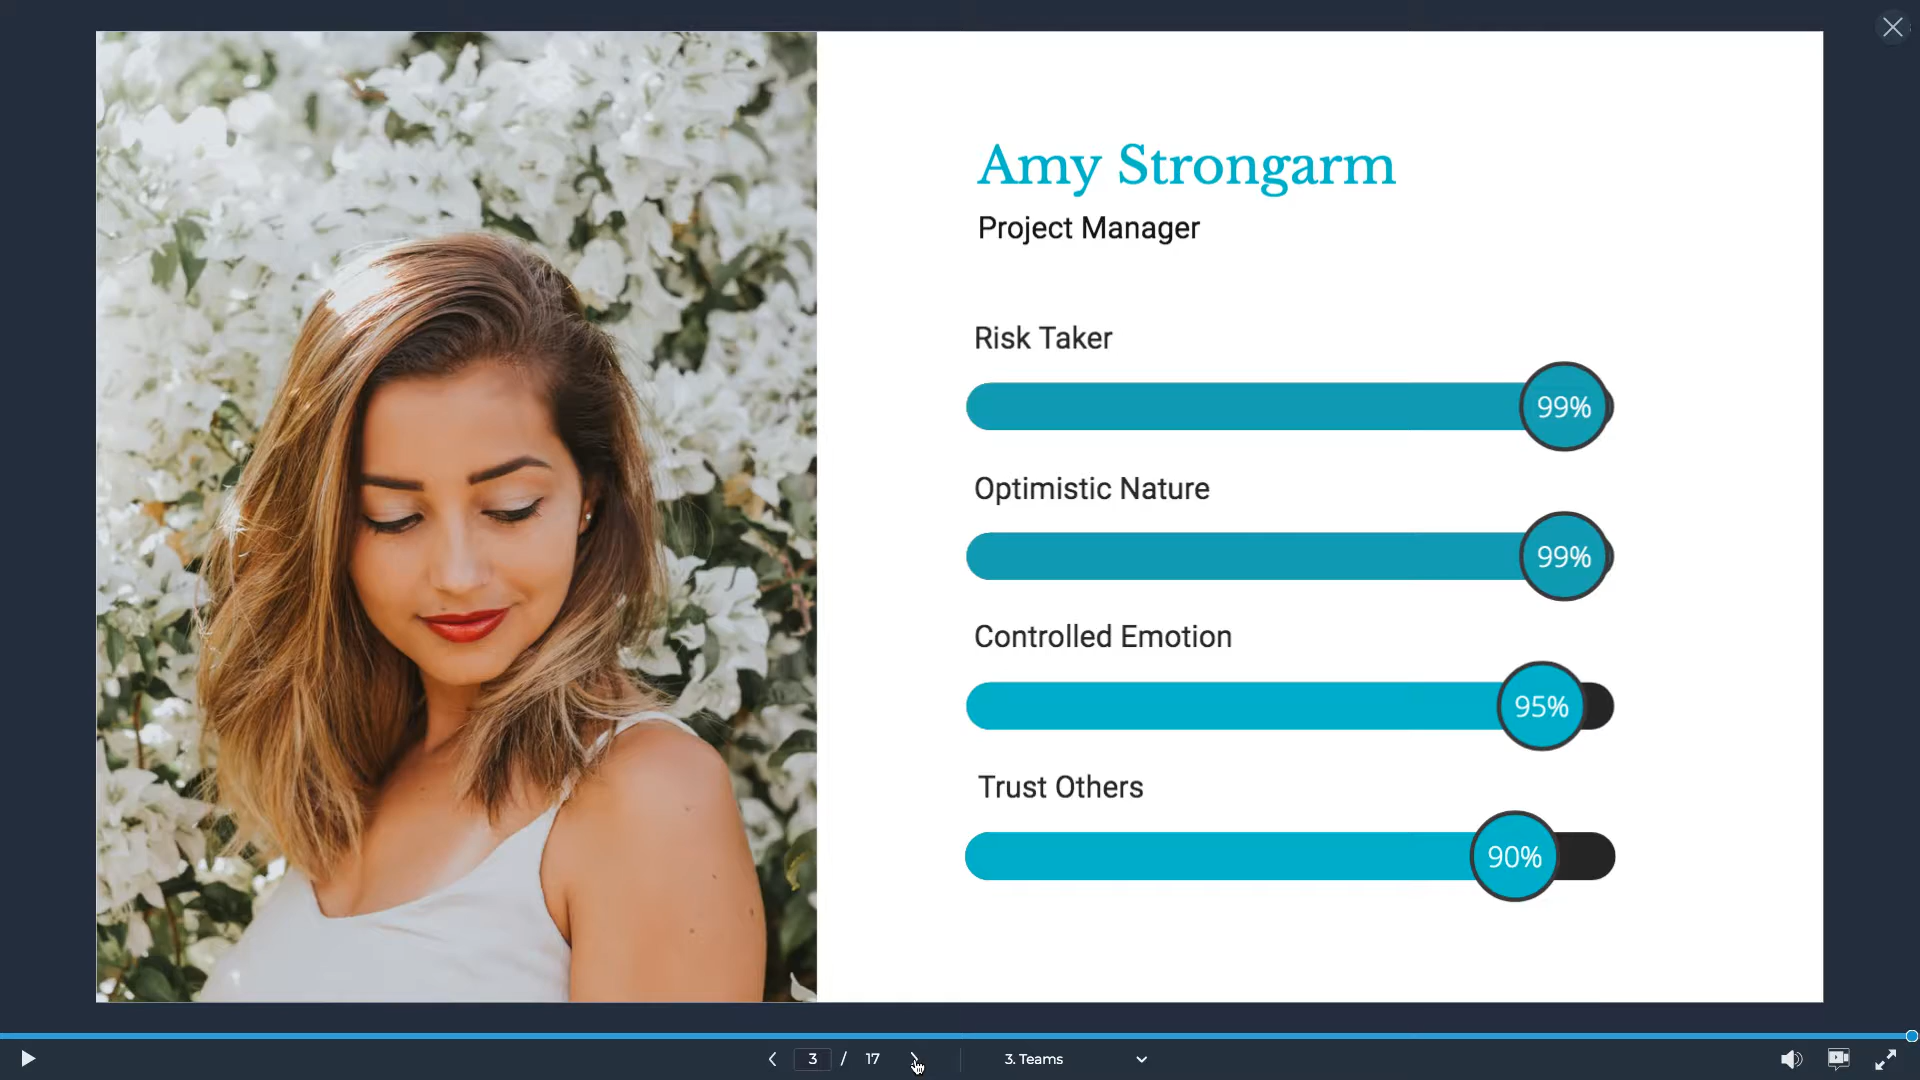 Amy Strongarm
Project Manager
Risk Taker
99%
Optimistic Nature
99%
Controlled Emotion
95%
Trust Others
90%
3 / 17
3. Teams